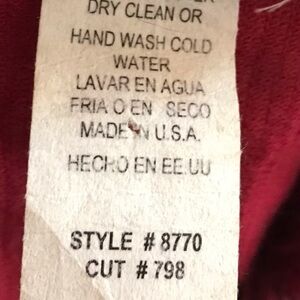 DRY CLEAN OR
HAND WASH COLD
WATER
LAVAR EN AGUA
FRIA O EN SECO
MADE IN U.S.A.
HECHO EN EE.UU
STYLE # 8770
CUT # 798